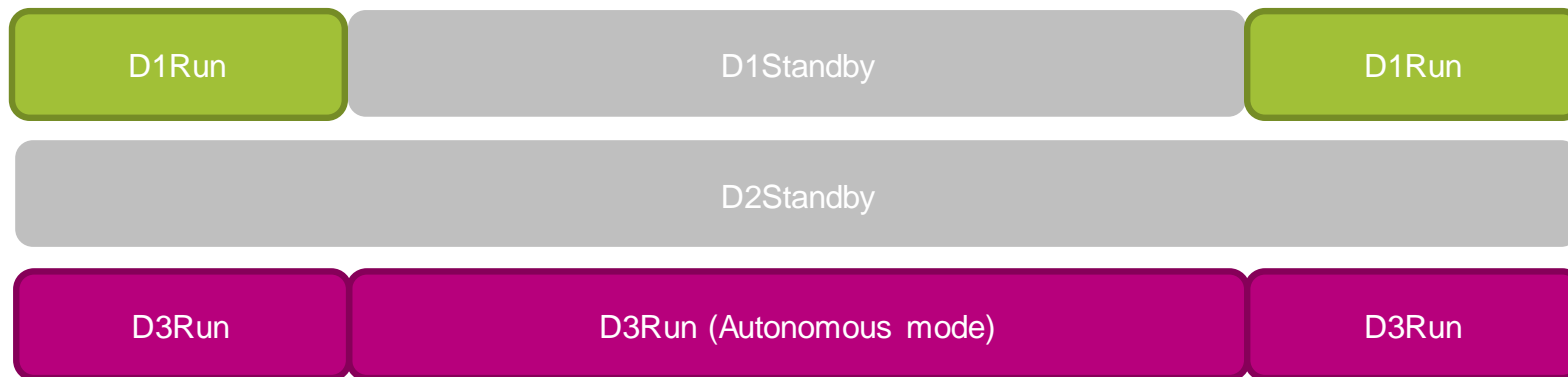 D1Run D1Standby D1Run
D2Standby
D3Run D3Run (Autonomous mode) D3Run